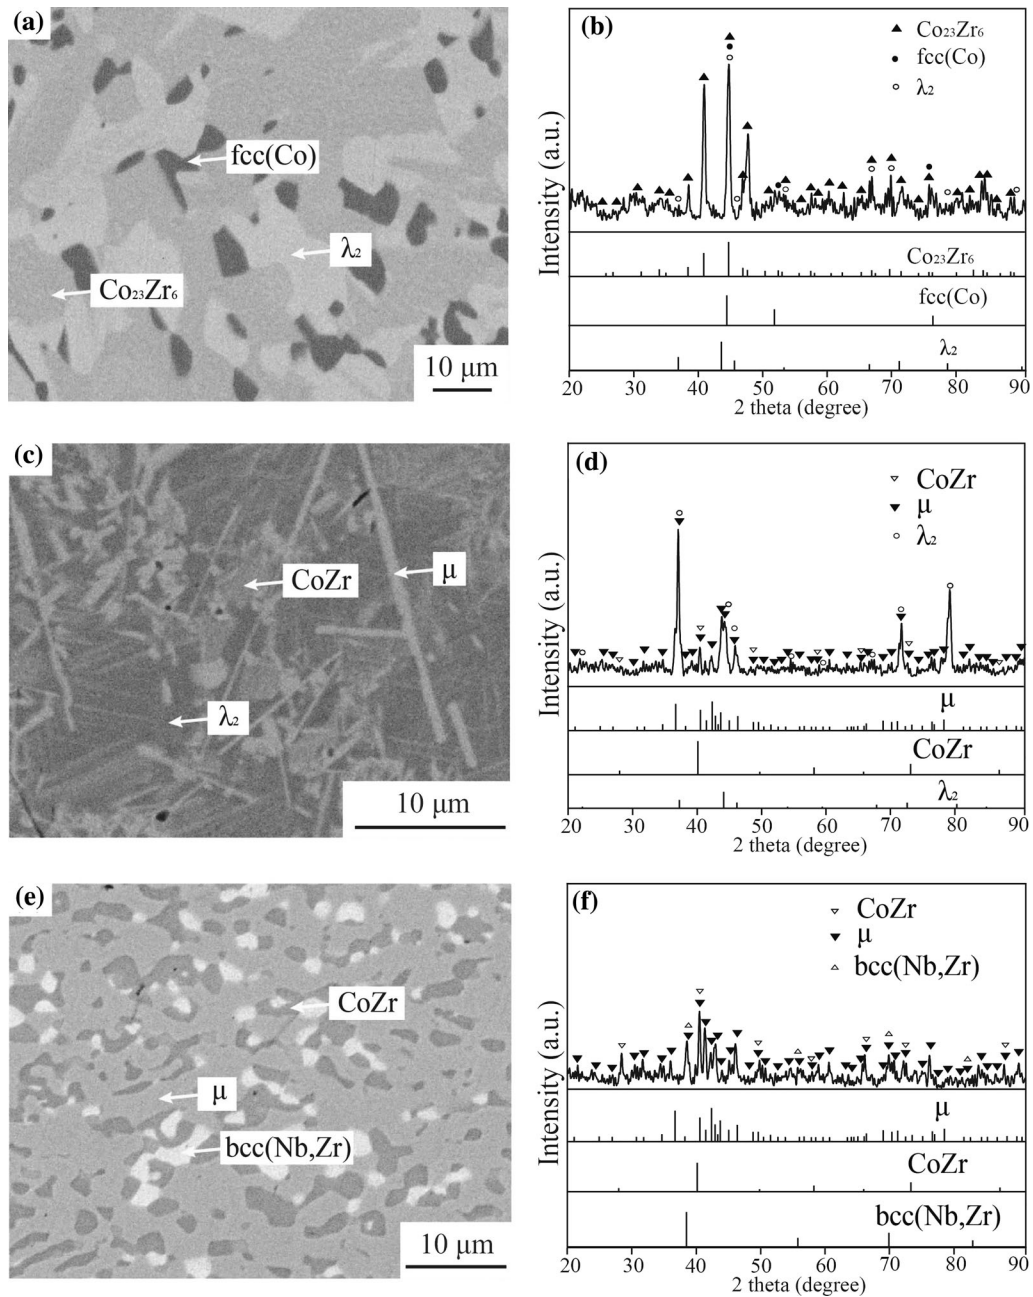 (a)
fcc(Co)
λ₂
Co₂₃Zr₆
10 μm
(b)
Co₂₃Zr₆
fcc(Co)
λ₂
Intensity (a.u.)
Co₂₃Zr₆
fcc(Co)
λ₂
20 30 40 50 60 70 80 90
2 theta (degree)
(c)
CoZr
μ
λ₂
10 μm
(d)
CoZr
μ
λ₂
Intensity (a.u.)
μ
CoZr
λ₂
20 30 40 50 60 70 80 90
2 theta (degree)
(e)
CoZr
μ
bcc(Nb,Zr)
10 μm
(f)
CoZr
μ
bcc(Nb,Zr)
Intensity (a.u.)
μ
CoZr
bcc(Nb,Zr)
20 30 40 50 60 70 80 90
2 theta (degree)